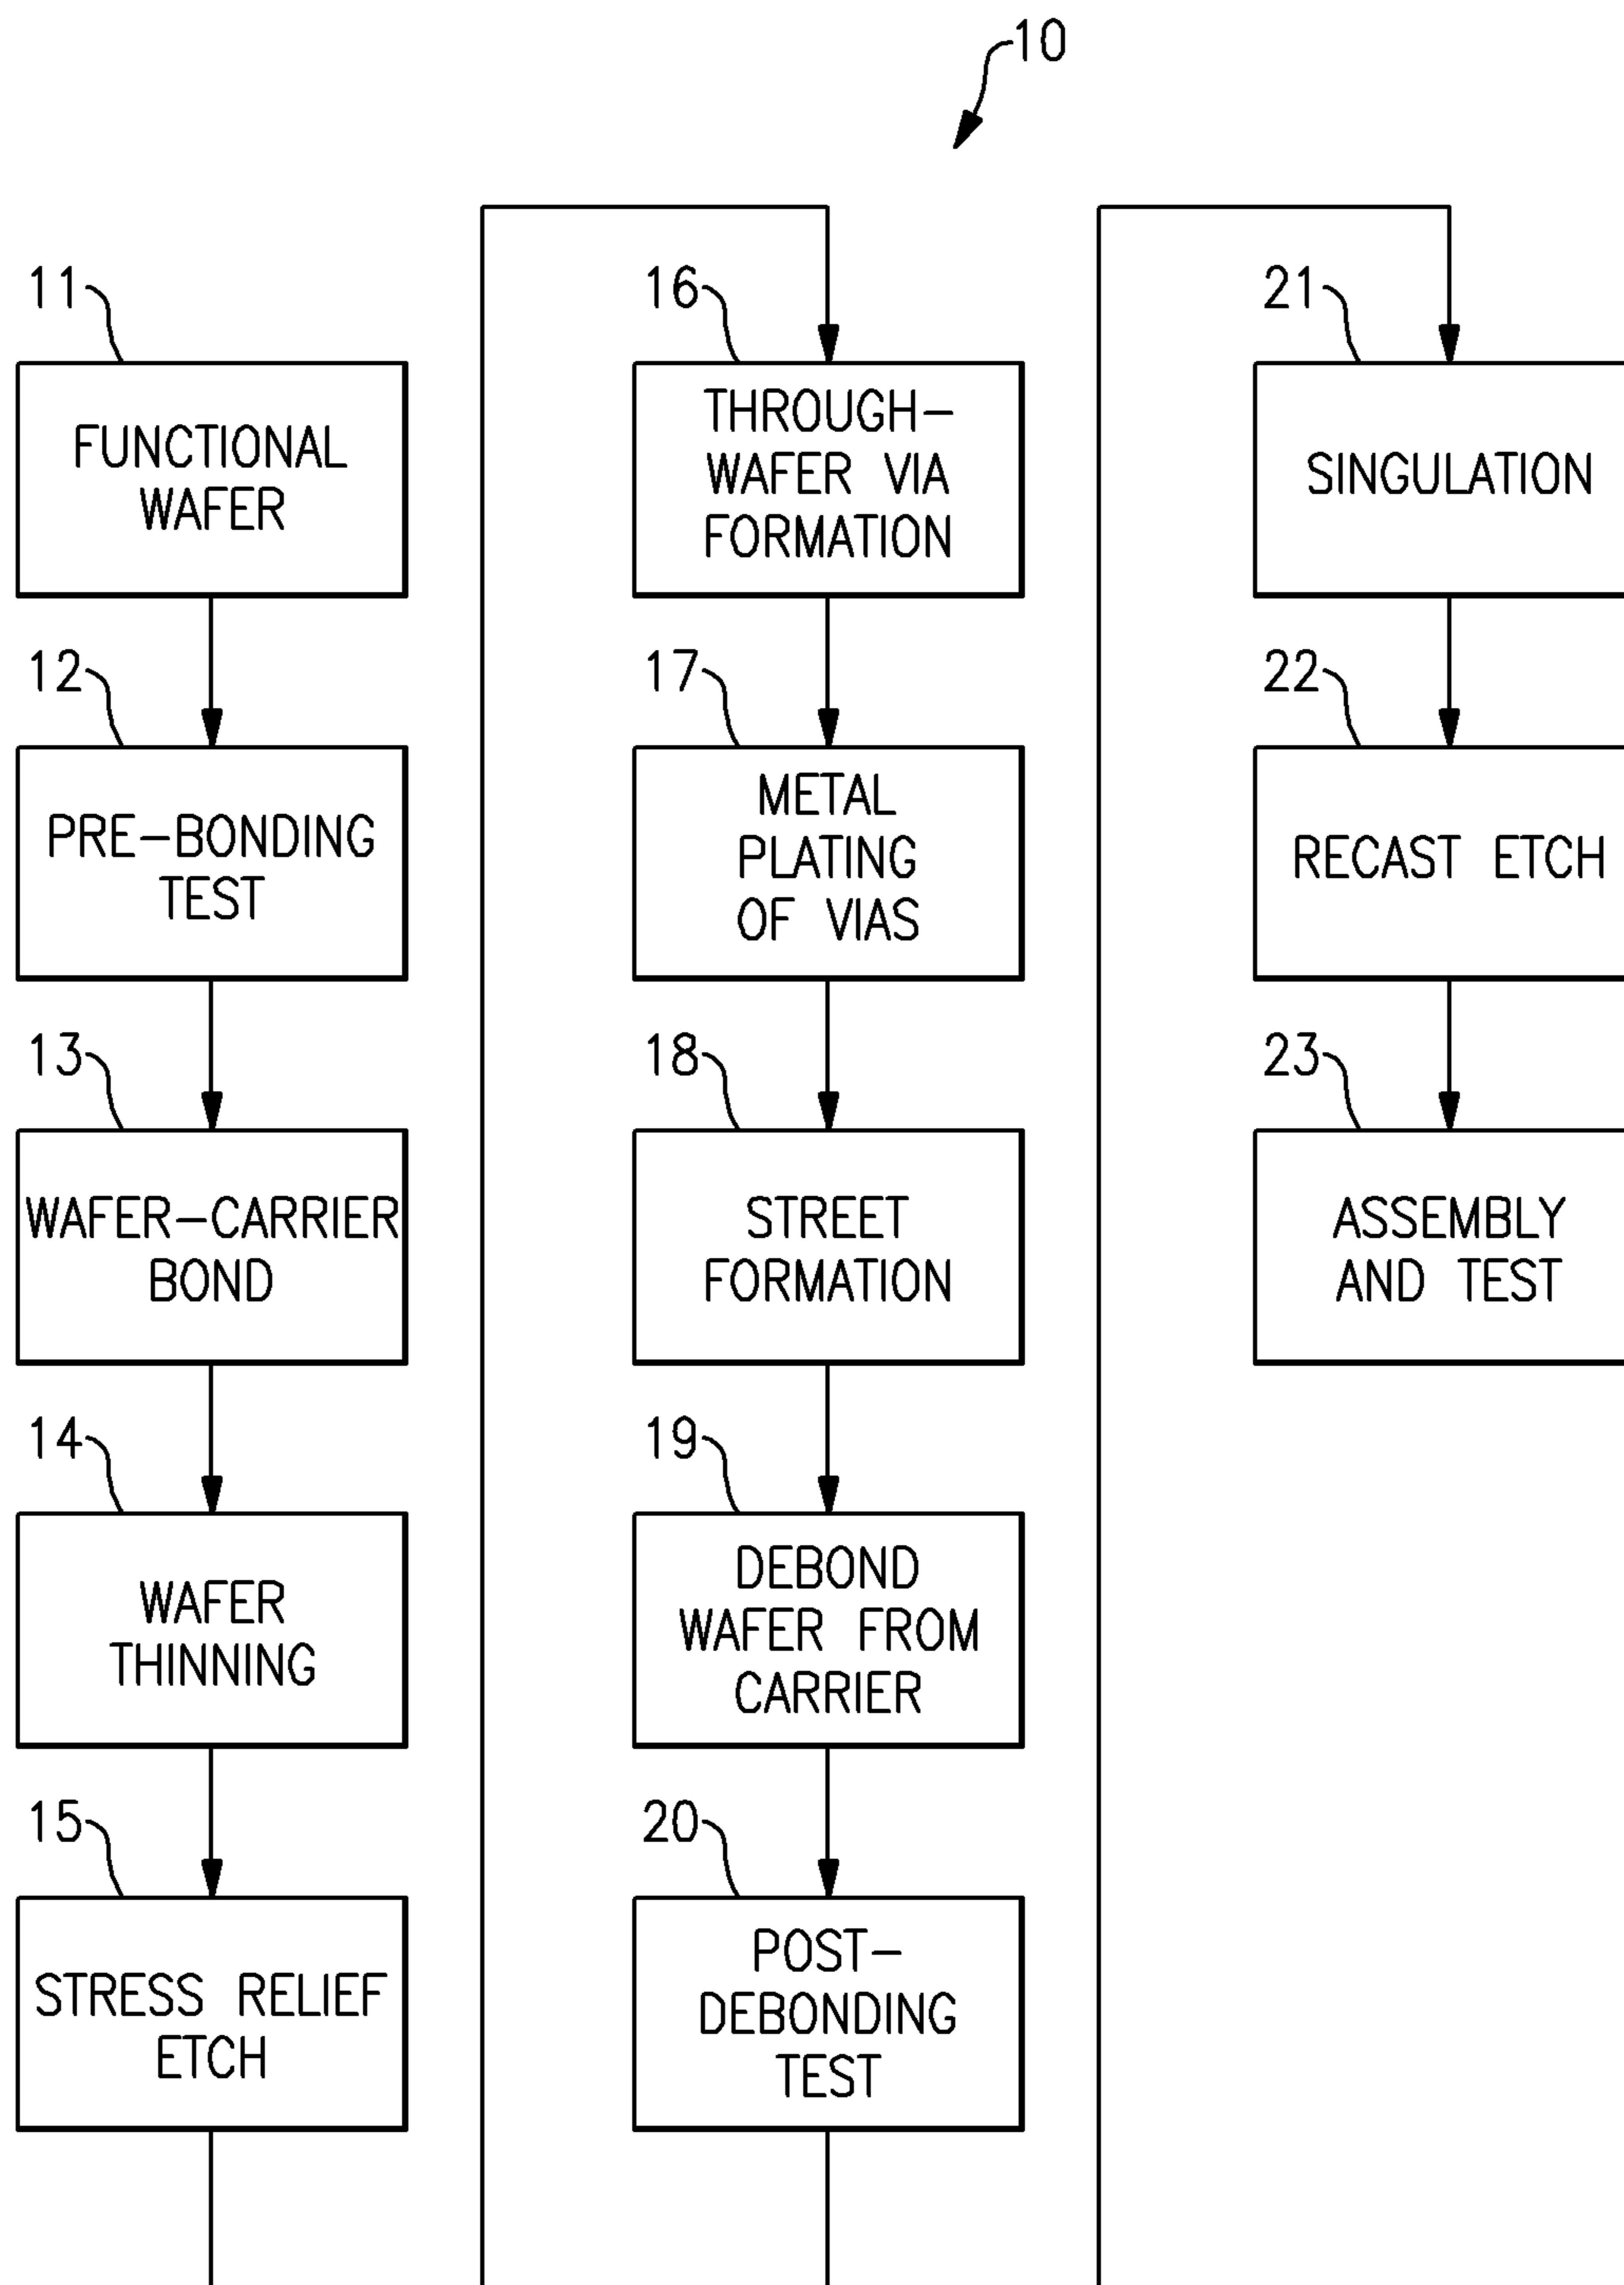 10
11
FUNCTIONAL
WAFER
12
PRE-BONDING
TEST
13
WAFER-CARRIER
BOND
14
WAFER
THINNING
15
STRESS RELIEF
ETCH
16
THROUGH-
WAFER VIA
FORMATION
17
METAL
PLATING
OF VIAS
18
STREET
FORMATION
19
DEBOND
WAFER FROM
CARRIER
20
POST-
DEBONDING
TEST
21
SINGULATION
22
RECAST ETCH
23
ASSEMBLY
AND TEST